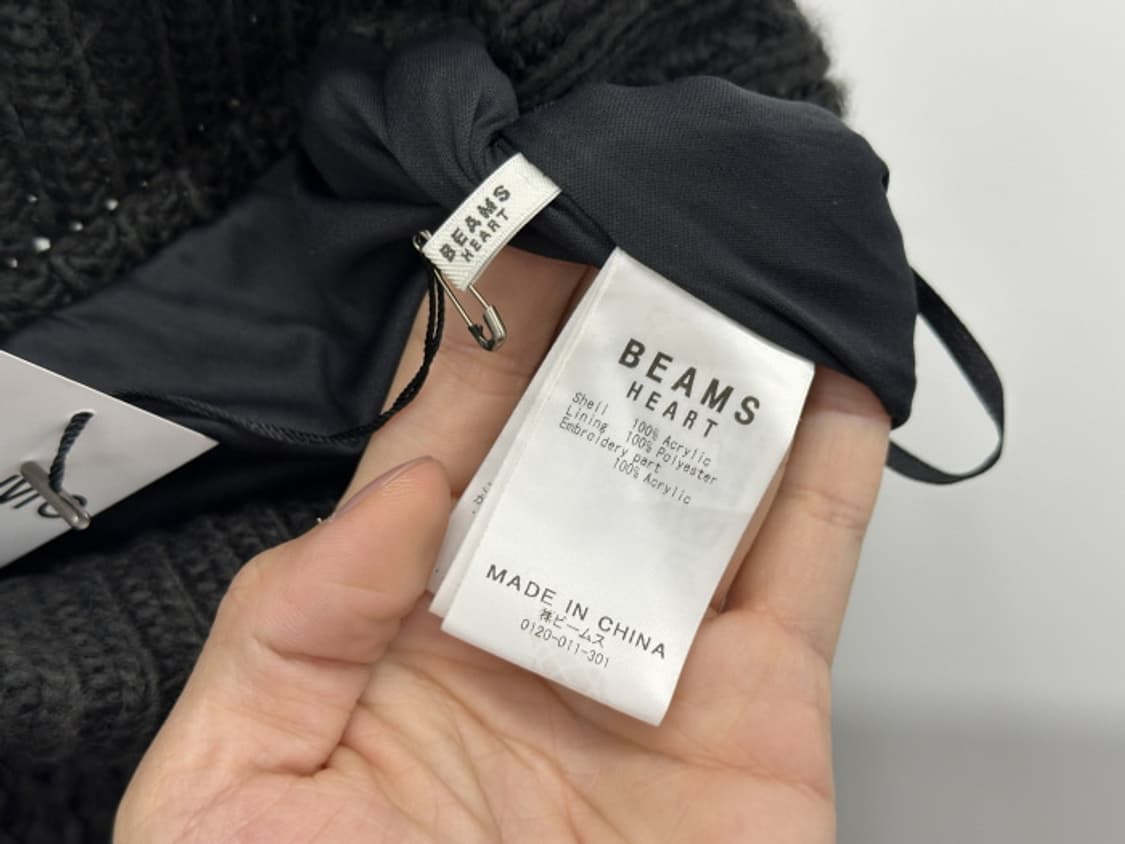 BEAMS
HEART
BEAMS
HEART
Shell 100% Acrylic
Lining 100% Polyester
Embroidery part
100% Acrylic
MADE IN CHINA
㈱ビームス
0120-011-301